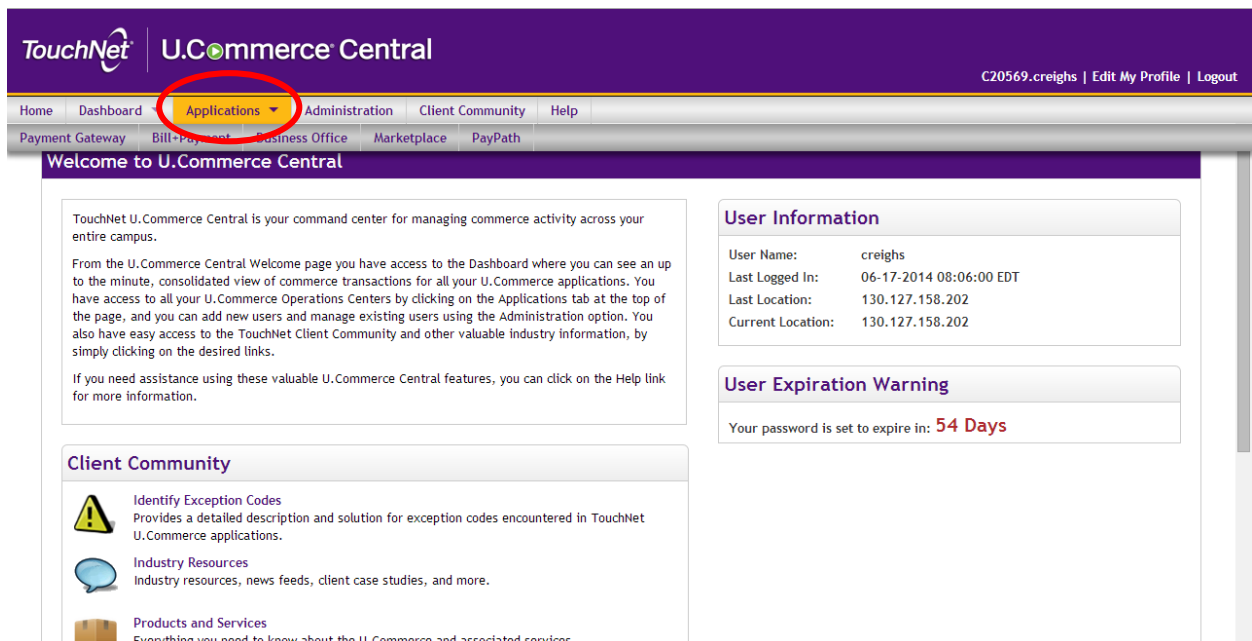 TouchNet U.Commerce Central
C20569.creighs | Edit My Profile | Logout
Home Dashboard Applications Administration Client Community Help
Payment Gateway Bill+Payment Business Office Marketplace PayPath
Welcome to U.Commerce Central
TouchNet U.Commerce Central is your command center for managing commerce activity across your
entire campus.
From the U.Commerce Central Welcome page you have access to the Dashboard where you can see an up
to the minute, consolidated view of commerce transactions for all your U.Commerce applications. You
have access to all your U.Commerce Operations Centers by clicking on the Applications tab at the top of
the page, and you can add new users and manage existing users using the Administration option. You
also have easy access to the TouchNet Client Community and other valuable industry information, by
simply clicking on the desired links.
If you need assistance using these valuable U.Commerce Central features, you can click on the Help link
for more information.
User Information
User Name: creighs
Last Logged In: 06-17-2014 08:06:00 EDT
Last Location: 130.127.158.202
Current Location: 130.127.158.202
User Expiration Warning
Your password is set to expire in: 54 Days
Client Community
Identify Exception Codes
Provides a detailed description and solution for exception codes encountered in TouchNet
U.Commerce applications.
Industry Resources
Industry resources, news feeds, client case studies, and more.
Products and Services
Everything you need to know about the U.Commerce and associated services